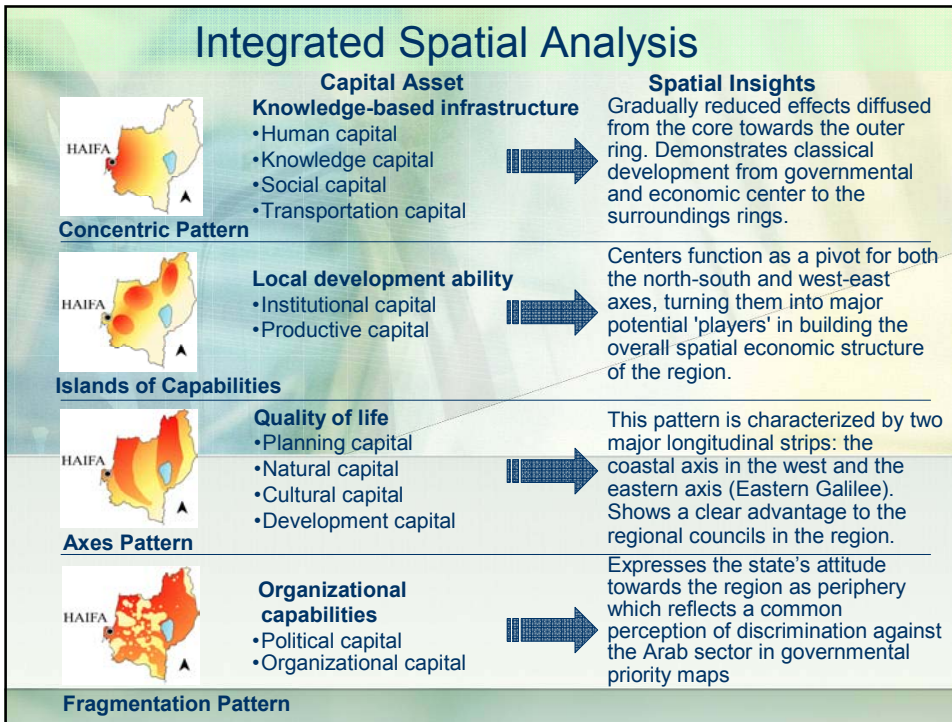 Integrated Spatial Analysis
Capital Asset
Spatial Insights
HAIFA
Concentric Pattern
Knowledge-based infrastructure
•Human capital
•Knowledge capital
•Social capital
•Transportation capital
Gradually reduced effects diffused
from the core towards the outer
ring. Demonstrates classical
development from governmental
and economic center to the
surroundings rings.
HAIFA
Islands of Capabilities
Local development ability
•Institutional capital
•Productive capital
Centers function as a pivot for both
the north-south and west-east
axes, turning them into major
potential 'players' in building the
overall spatial economic structure
of the region.
HAIFA
Axes Pattern
Quality of life
•Planning capital
•Natural capital
•Cultural capital
•Development capital
This pattern is characterized by two
major longitudinal strips: the
coastal axis in the west and the
eastern axis (Eastern Galilee).
Shows a clear advantage to the
regional councils in the region.
HAIFA
Fragmentation Pattern
Organizational
capabilities
•Political capital
•Organizational capital
Expresses the state’s attitude
towards the region as periphery
which reflects a common
perception of discrimination against
the Arab sector in governmental
priority maps